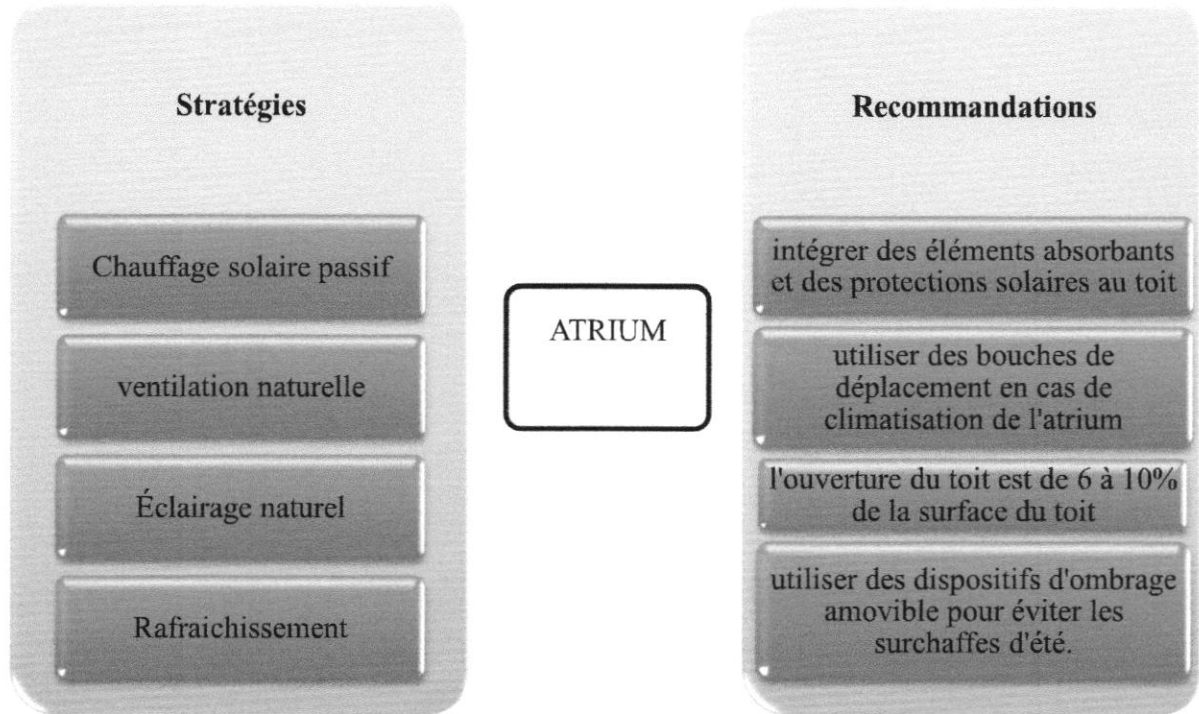 Stratégies
Chauffage solaire passif
ventilation naturelle
Éclairage naturel
Rafraichissement
ATRIUM
Recommandations
intégrer des éléments absorbants
et des protections solaires au toit
utiliser des bouches de
déplacement en cas de
climatisation de l'atrium
l'ouverture du toit est de 6 à 10%
de la surface du toit
utiliser des dispositifs d'ombrage
amovible pour éviter les
surchaffes d'été.